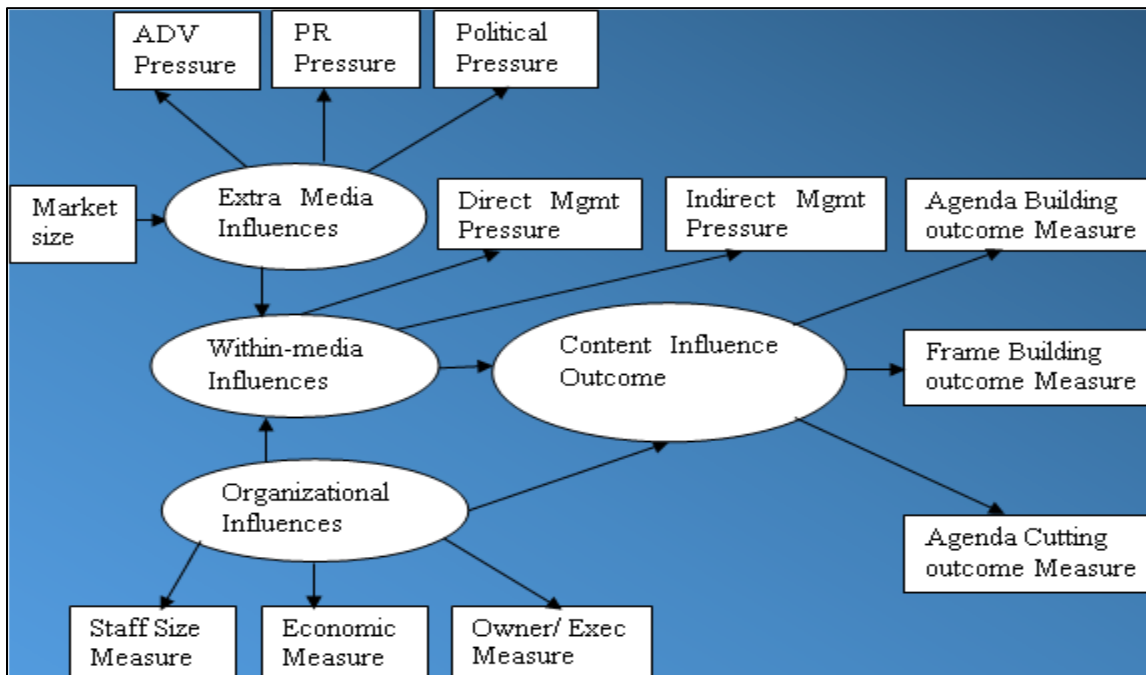 ADV
Pressure
PR
Pressure
Political
Pressure
Market
size
Extra Media
Influences
Direct Mgmt
Pressure
Indirect Mgmt
Pressure
Agenda Building
outcome Measure
Within-media
Influences
Content Influence
Outcome
Frame Building
outcome Measure
Organizational
Influences
Agenda Cutting
outcome Measure
Staff Size
Measure
Economic
Measure
Owner/ Exec
Measure